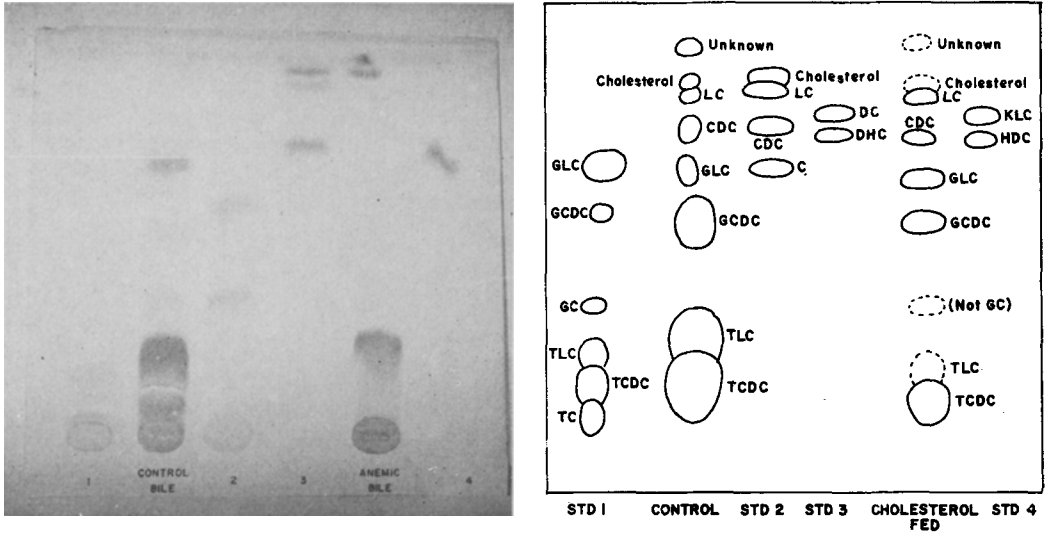 1
CONTROL
BILE
2
3
ANEMIC
BILE
4
Unknown
Cholesterol
LC
CDC
GLC
GCDC
TLC
TCDC
GLC
GCDC
GC
TLC
TCDC
TC
Cholesterol
LC
CDC
C
DC
DHC
Unknown
Cholesterol
LC
CDC
GLC
GCDC
(Not GC)
TLC
TCDC
KLC
HDC
STD 1
CONTROL
STD 2
STD 3
CHOLESTEROL
FED
STD 4